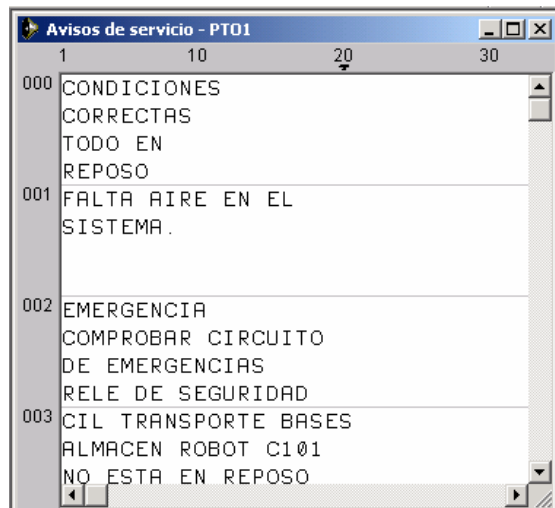 Avisos de servicio - PTO1
1 10 20 30
000 CONDICIONES
CORRECTAS
TODO EN
REPOSO
001 FALTA AIRE EN EL
SISTEMA.
002 EMERGENCIA
COMPROBAR CIRCUITO
DE EMERGENCIAS
RELE DE SEGURIDAD
003 CIL TRANSPORTE BASES
ALMACEN ROBOT C101
NO ESTA EN REPOSO